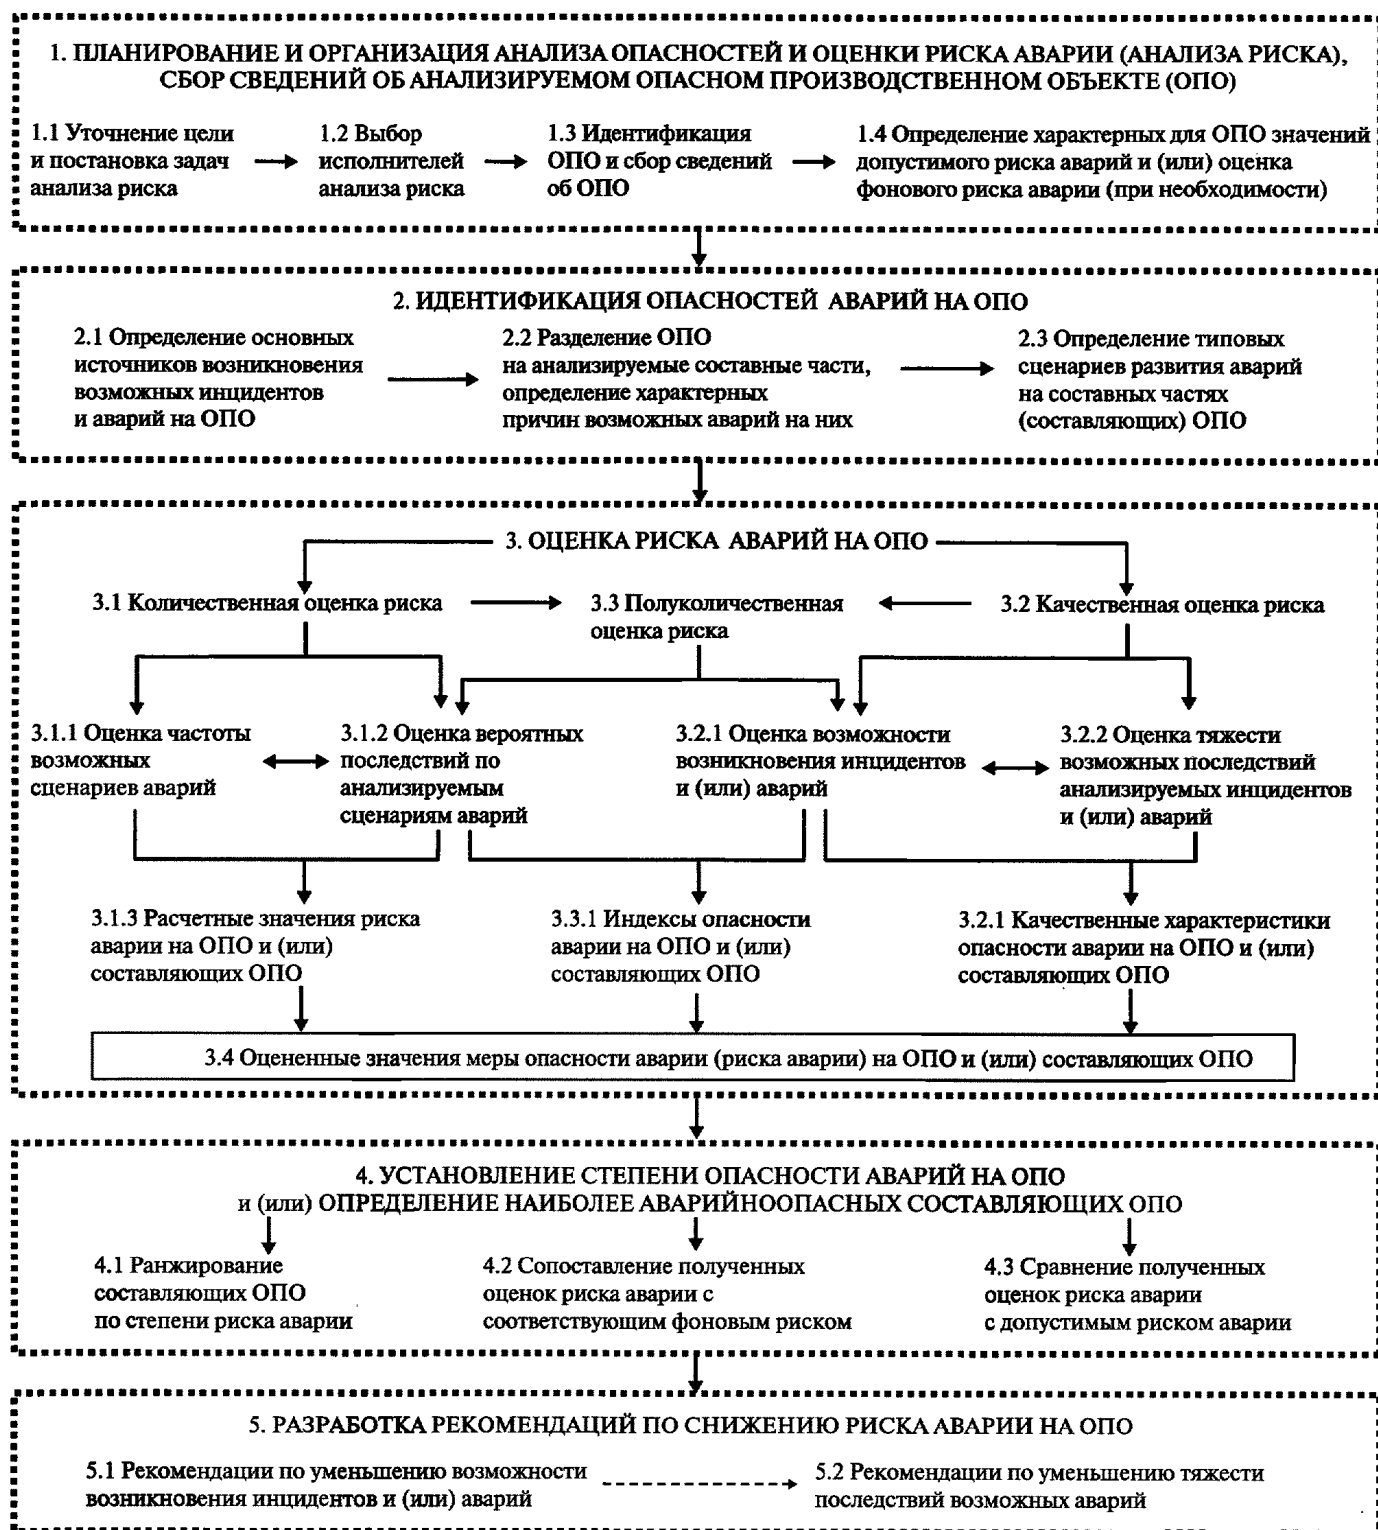 1. ПЛАНИРОВАНИЕ И ОРГАНИЗАЦИЯ АНАЛИЗА ОПАСНОСТЕЙ И ОЦЕНКИ РИСКА АВАРИИ (АНАЛИЗА РИСКА),
СБОР СВЕДЕНИЙ ОБ АНАЛИЗИРУЕМОМ ОПАСНОМ ПРОИЗВОДСТВЕННОМ ОБЪЕКТЕ (ОПО)
1.1 Уточнение цели
и постановка задач
анализа риска
1.2 Выбор
исполнителей
анализа риска
1.3 Идентификация
ОПО и сбор сведений
об ОПО
1.4 Определение характерных для ОПО значений
допустимого риска аварий и (или) оценка
фонового риска аварии (при необходимости)
2. ИДЕНТИФИКАЦИЯ ОПАСНОСТЕЙ АВАРИЙ НА ОПО
2.1 Определение основных
источников возникновения
возможных инцидентов
и аварий на ОПО
2.2 Разделение ОПО
на анализируемые составные части,
определение характерных
причин возможных аварий на них
2.3 Определение типовых
сценариев развития аварий
на составных частях
(составляющих) ОПО
3. ОЦЕНКА РИСКА АВАРИЙ НА ОПО
3.1 Количественная оценка риска
3.3 Полуколичественная
оценка риска
3.2 Качественная оценка риска
3.1.1 Оценка частоты
возможных
сценариев аварий
3.1.2 Оценка вероятных
последствий по
анализируемым
сценариям аварий
3.2.1 Оценка возможности
возникновения инцидентов
и (или) аварий
3.2.2 Оценка тяжести
возможных последствий
анализируемых инцидентов
и (или) аварий
3.1.3 Расчетные значения риска
аварии на ОПО и (или)
составляющих ОПО
3.3.1 Индексы опасности
аварии на ОПО и (или)
составляющих ОПО
3.2.1 Качественные характеристики
опасности аварии на ОПО и (или)
составляющих ОПО
3.4 Оцененные значения меры опасности аварии (риска аварии) на ОПО и (или) составляющих ОПО
4. УСТАНОВЛЕНИЕ СТЕПЕНИ ОПАСНОСТИ АВАРИЙ НА ОПО
и (или) ОПРЕДЕЛЕНИЕ НАИБОЛЕЕ АВАРИЙНООПАСНЫХ СОСТАВЛЯЮЩИХ ОПО
4.1 Ранжирование
составляющих ОПО
по степени риска аварии
4.2 Сопоставление полученных
оценок риска аварии с
соответствующим фоновым риском
4.3 Сравнение полученных
оценок риска аварии
с допустимым риском аварии
5. РАЗРАБОТКА РЕКОМЕНДАЦИЙ ПО СНИЖЕНИЮ РИСКА АВАРИИ НА ОПО
5.1 Рекомендации по уменьшению возможности
возникновения инцидентов и (или) аварий
5.2 Рекомендации по уменьшению тяжести
последствий возможных аварий